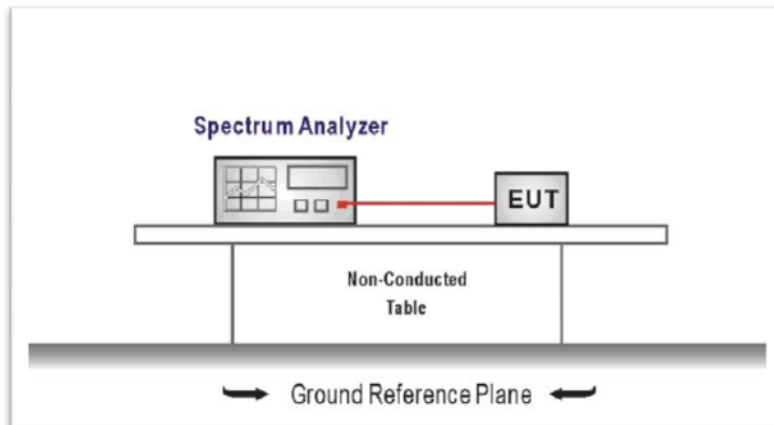 Spectrum Analyzer
EUT
Non-Conducted
Table
Ground Reference Plane